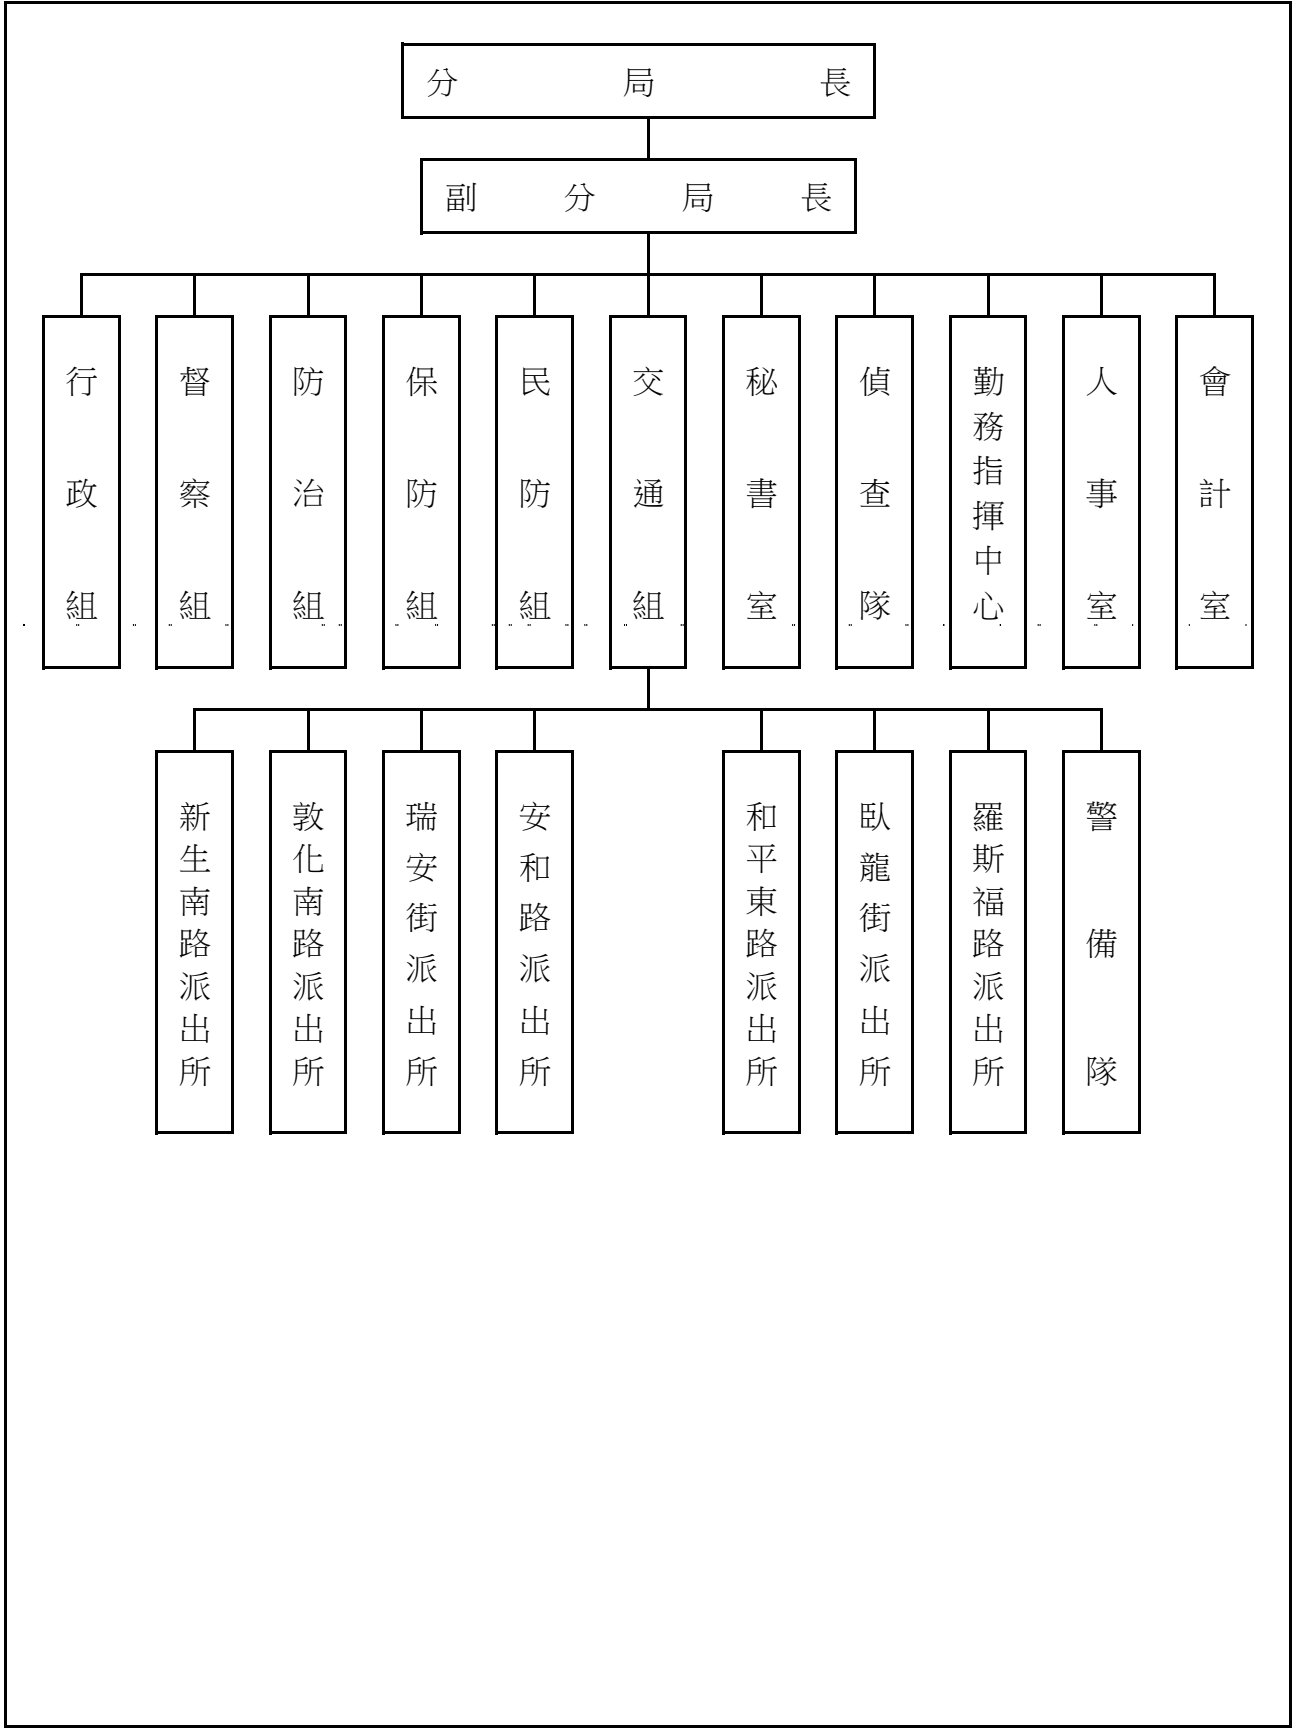 分局長
副分局長
行政組
督察組
防治組
保防組
民防組
交通組
秘書室
偵查隊
勤務指揮中心
人事室
會計室
新生南路派出所
敦化南路派出所
瑞安街派出所
安和路派出所
和平東路派出所
臥龍街派出所
羅斯福路派出所
警備隊